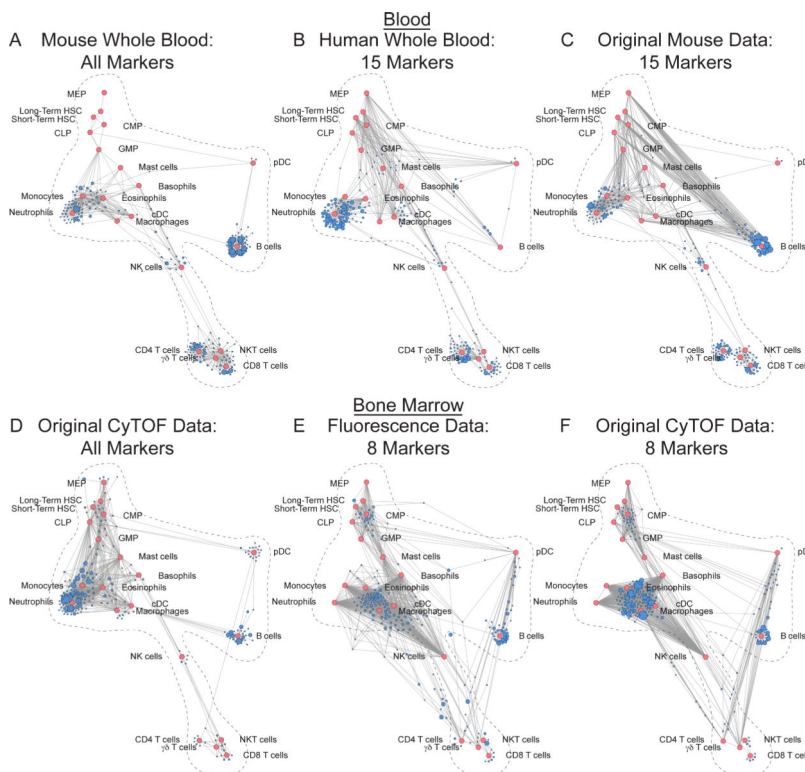 Blood
A Mouse Whole Blood:
All Markers
B Human Whole Blood:
15 Markers
C Original Mouse Data:
15 Markers
MEP
Long-Term HSC
Short-Term HSC
CMP
CLP
GMP
Mast cells
pDC
Basophils
Monocytes
Eosinophils
Neutrophils
cDC
Macrophages
B cells
NK cells
CD4 T cells
NKT cells
γδ T cells
CD8 T cells
MEP
Long-Term HSC
Short-Term HSC
CMP
CLP
GMP
Mast cells
pDC
Basophils
Monocytes
Eosinophils
Neutrophils
cDC
Macrophages
B cells
NK cells
CD4 T cells
NKT cells
γδ T cells
CD8 T cells
MEP
Long-Term HSC
Short-Term HSC
CMP
CLP
GMP
Mast cells
pD
Basophils
Monocytes
Eosinophils
Neutrophils
cDC
Macrophages
B cells
NK cells
CD4 T cells
NKT cells
γδ T cells
CD8 T cells
Bone Marrow
D Original CyTOF Data:
All Markers
E Fluorescence Data:
8 Markers
F Original CyTOF Data:
8 Markers
MEP
Long-Term HSC
Short-Term HSC
CMP
CLP
GMP
Mast cells
pDC
Basophils
Monocytes
Eosinophils
Neutrophils
cDC
Macrophages
B cells
NK cells
CD4 T cells
NKT cells
γδ T cells
CD8 T cells
MEP
Long-Term HSC
Short-Term HSC
CMP
CLP
GMP
Mast cells
pDC
Basophils
Monocytes
Eosinophils
Neutrophils
cDC
Macrophages
B cells
NK cells
CD4 T cells
NKT cells
γδ T cells
CD8 T cells
MEP
Long-Term HSC
Short-Term HSC
CMP
CLP
GMP
Mast cells
pDC
Basophils
Monocytes
Eosinophils
Neutrophils
cDC
Macrophages
B cells
NK cells
CD4 T cells
NKT cells
γδ T cells
CD8 T cells